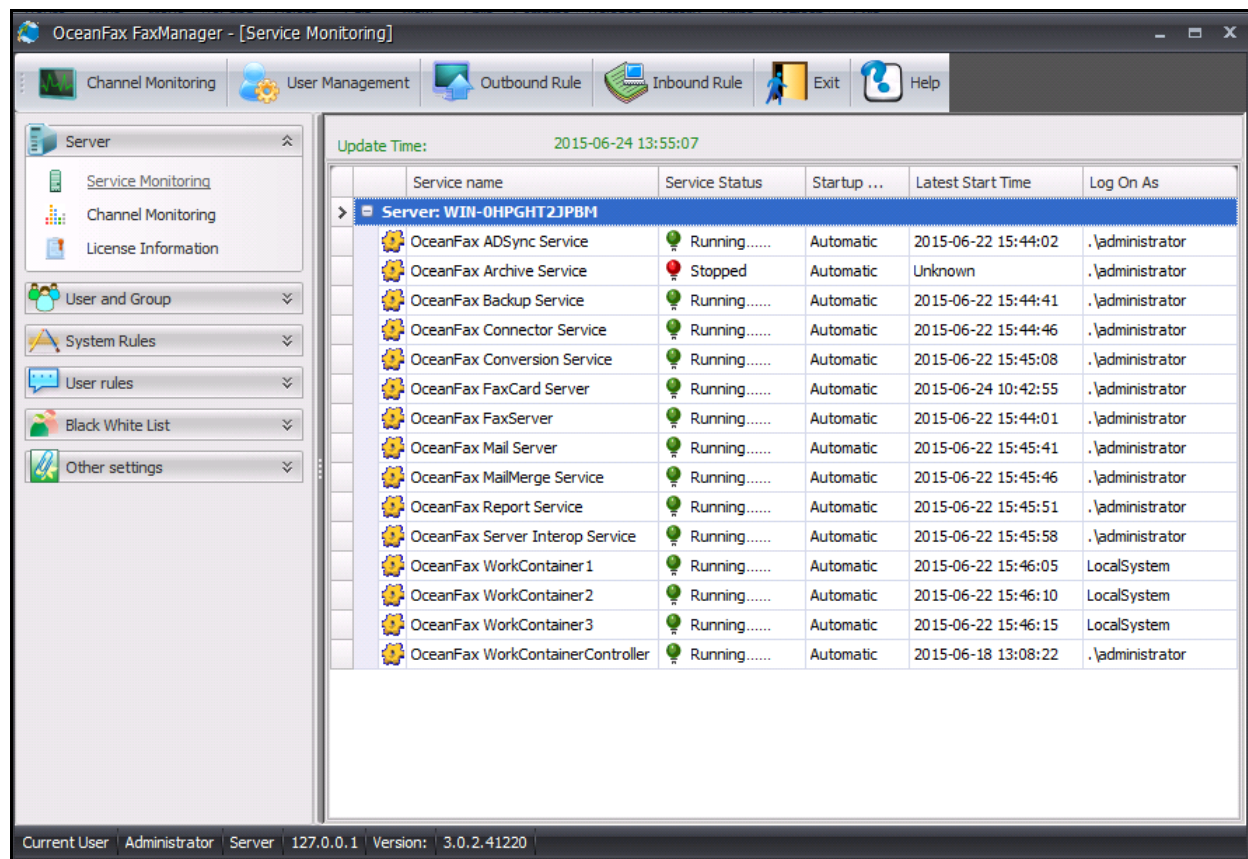 OceanFax FaxManager - [Service Monitoring]
Channel Monitoring User Management Outbound Rule Inbound Rule Exit Help
Server
Service Monitoring
Channel Monitoring
License Information
User and Group
System Rules
User rules
Black White List
Other settings
Update Time: 2015-06-24 13:55:07
Service name Service Status Startup ... Latest Start Time Log On As
Server: WIN-0HPGHT2JPBM
OceanFax ADSync Service Running...... Automatic 2015-06-22 15:44:02 .\administrator
OceanFax Archive Service Stopped Automatic Unknown .\administrator
OceanFax Backup Service Running...... Automatic 2015-06-22 15:44:41 .\administrator
OceanFax Connector Service Running...... Automatic 2015-06-22 15:44:46 .\administrator
OceanFax Conversion Service Running...... Automatic 2015-06-22 15:45:08 .\administrator
OceanFax FaxCard Server Running...... Automatic 2015-06-24 10:42:55 .\administrator
OceanFax FaxServer Running...... Automatic 2015-06-22 15:44:01 .\administrator
OceanFax Mail Server Running...... Automatic 2015-06-22 15:45:41 .\administrator
OceanFax MailMerge Service Running...... Automatic 2015-06-22 15:45:46 .\administrator
OceanFax Report Service Running...... Automatic 2015-06-22 15:45:51 .\administrator
OceanFax Server Interop Service Running...... Automatic 2015-06-22 15:45:58 .\administrator
OceanFax WorkContainer1 Running...... Automatic 2015-06-22 15:46:05 LocalSystem
OceanFax WorkContainer2 Running...... Automatic 2015-06-22 15:46:10 LocalSystem
OceanFax WorkContainer3 Running...... Automatic 2015-06-22 15:46:15 LocalSystem
OceanFax WorkContainerController Running...... Automatic 2015-06-18 13:08:22 .\administrator
Current User Administrator Server 127.0.0.1 Version: 3.0.2.41220